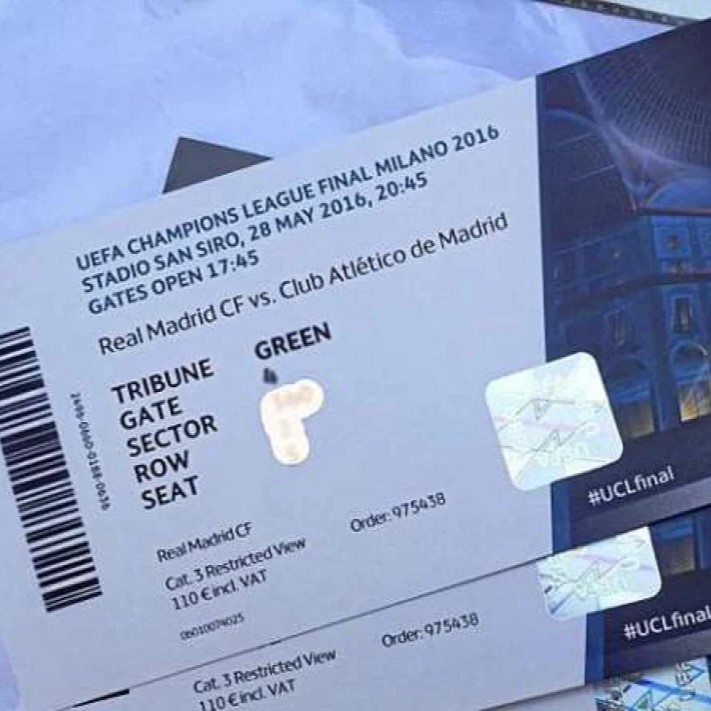 UEFA CHAMPIONS LEAGUE FINAL MILANO 2016
STADIO SAN SIRO, 28 MAY 2016, 20:45
GATES OPEN 17:45
Real Madrid CF vs. Club Atlético de Madrid
TRIBUNE GREEN
GATE
SECTOR
ROW
SEAT
Real Madrid CF
Cat. 3 Restricted View
110 € incl. VAT
Order: 975438
#UCLfinal
Cat. 3 Restricted View
110 € incl. VAT
Order: 975438
#UCLfinal